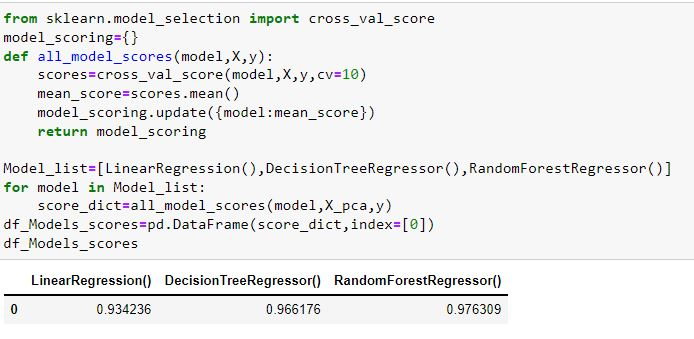 from sklearn.model_selection import cross_val_score
model_scoring={}
def all_model_scores(model,X,y):
    scores=cross_val_score(model,X,y,cv=10)
    mean_score=scores.mean()
    model_scoring.update({model:mean_score})
    return model_scoring

Model_list=[LinearRegression(),DecisionTreeRegressor(),RandomForestRegressor()]
for model in Model_list:
    score_dict=all_model_scores(model,X_pca,y)
df_Models_scores=pd.DataFrame(score_dict,index=[0])
df_Models_scores
LinearRegression() DecisionTreeRegressor() RandomForestRegressor()
0 0.934236 0.966176 0.976309